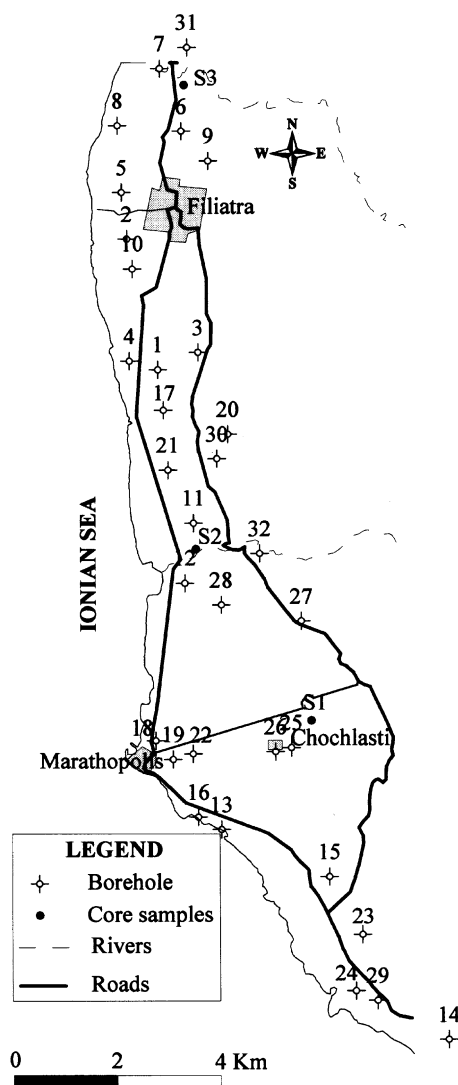 31
7
S3
8
6
9
N
W E
S
5
Filiatra
2
10
3
4
1
17
20
30
21
11
S2
32
2
28
27
IONIAN SEA
S1
18
19
22
25
26
Chochlasti
Marathopolis
16
13
LEGEND
Borehole
Core samples
Rivers
Roads
15
23
24
29
14
0 2 4 Km